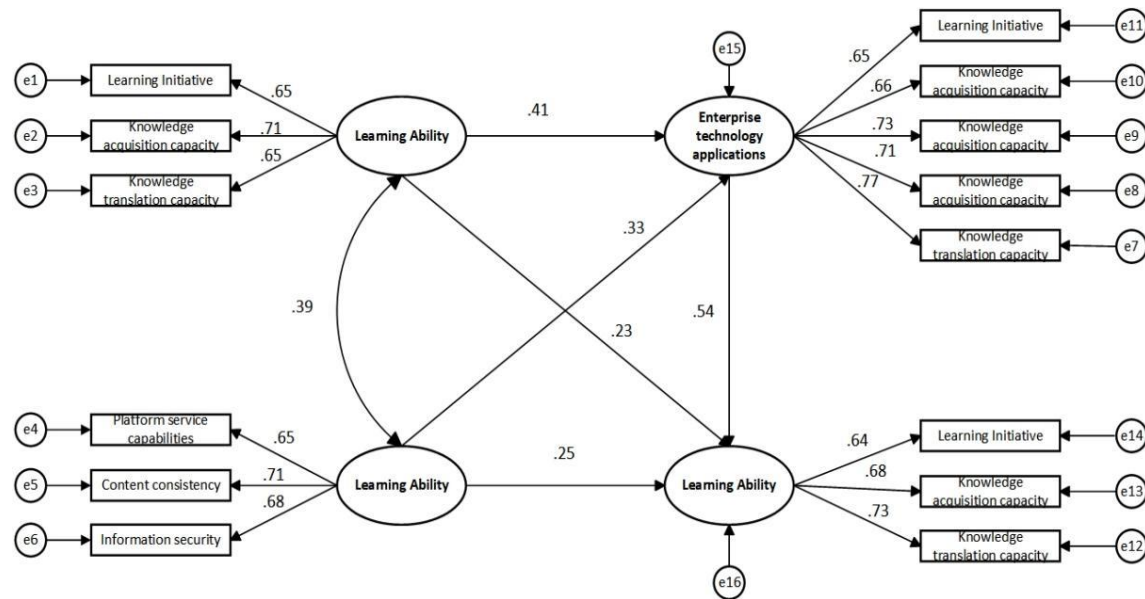 e1
Learning Initiative
.65
e2
Knowledge
acquisition capacity
.71
e3
Knowledge
translation capacity
.65
Learning Ability
.41
e15
Enterprise
technology
applications
.65
Learning Initiative
e11
.66
Knowledge
acquisition capacity
e10
.73
Knowledge
acquisition capacity
e9
.71
Knowledge
acquisition capacity
e8
.77
Knowledge
translation capacity
e7
.39
.33
.23
.54
e4
Platform service
capabilities
.65
e5
Content consistency
.71
e6
Information security
.68
Learning Ability
.25
Learning Ability
e16
.64
Learning Initiative
e14
.68
Knowledge
acquisition capacity
e13
.73
Knowledge
translation capacity
e12